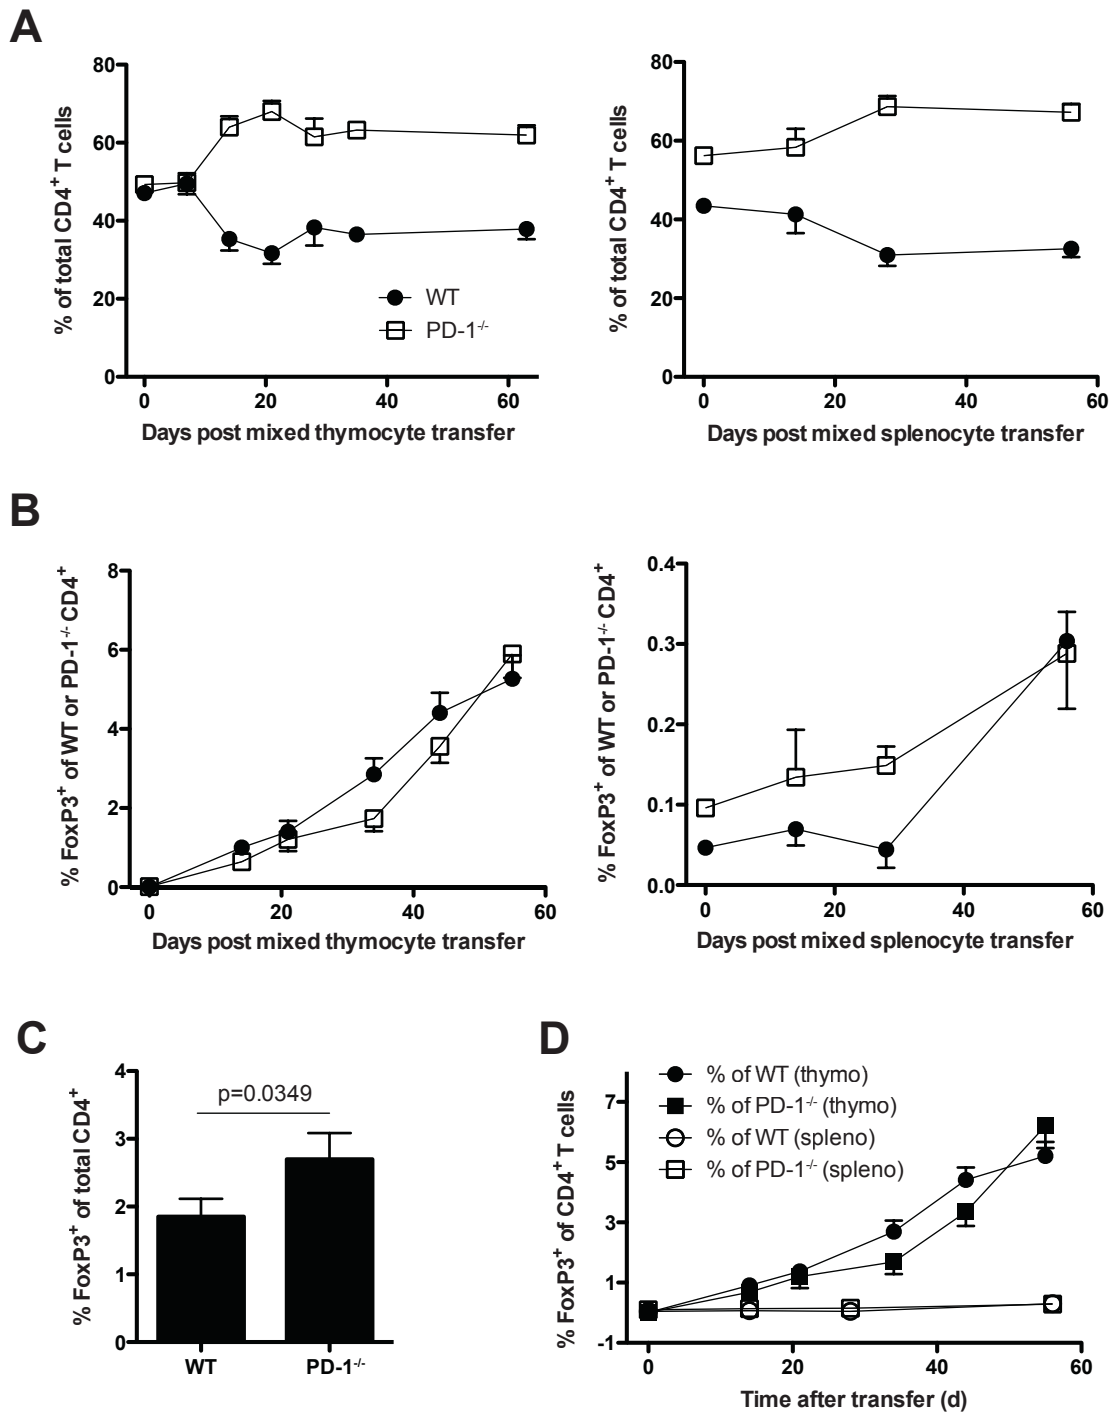 A
80
60
40
20
0
% of total CD4+ T cells
WT
PD-1-/-
0 20 40 60
Days post mixed thymocyte transfer
80
60
40
20
0
% of total CD4+ T cells
0 20 40 60
Days post mixed splenocyte transfer
B
8
6
4
2
0
% FoxP3+ of WT or PD-1-/- CD4+
0 20 40 60
Days post mixed thymocyte transfer
0.4
0.3
0.2
0.1
0.0
% FoxP3+ of WT or PD-1-/- CD4+
0 20 40 60
Days post mixed splenocyte transfer
C
4
3
2
1
0
% FoxP3+ of total CD4+
p=0.0349
WT PD-1-/-
D
% of WT (thymo)
% of PD-1-/- (thymo)
% of WT (spleno)
% of PD-1-/- (spleno)
7
5
3
1
-1
% FoxP3+ of CD4+ T cells
0 20 40 60
Time after transfer (d)